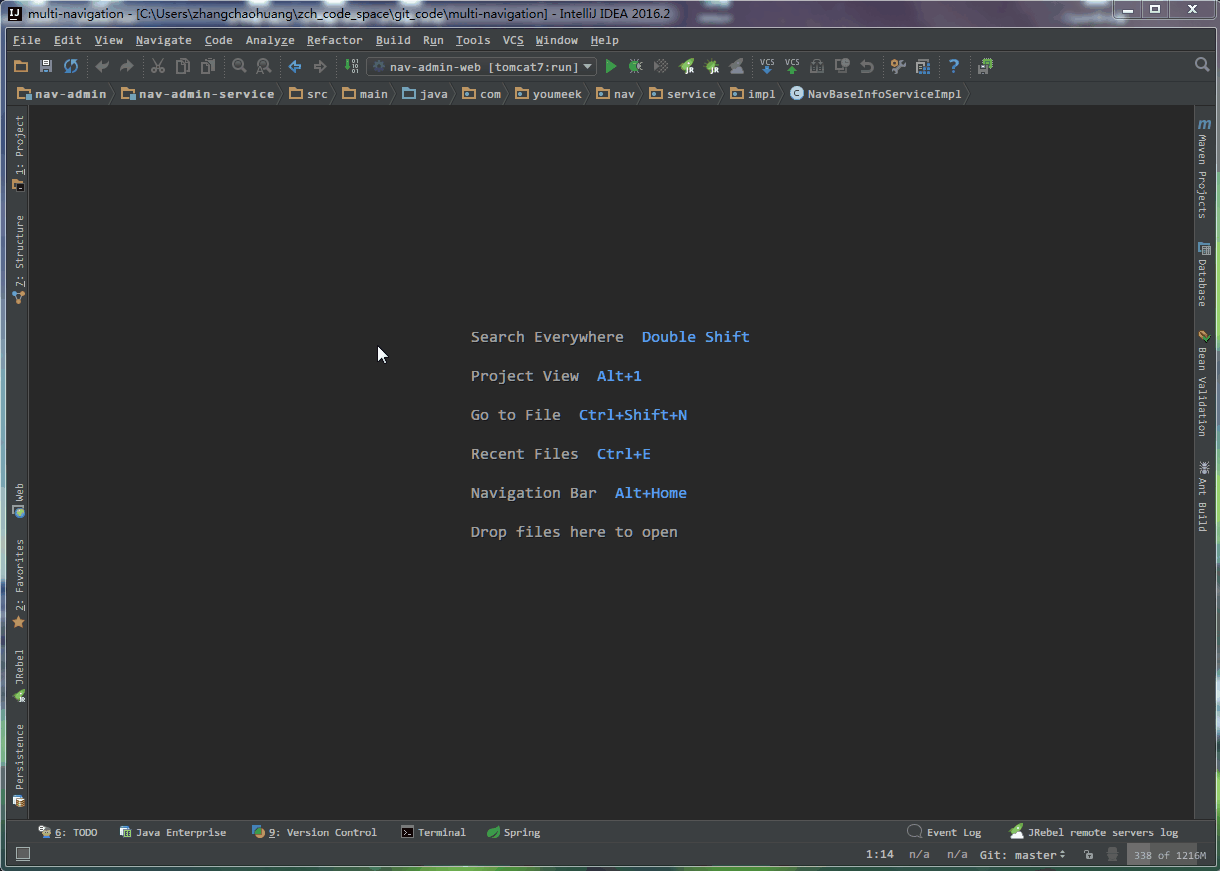 multi-navigation - [C:\Users\zhangchaohuang\zch_code_space\git_code\multi-navigation] - IntelliJ IDEA 2016.2
File Edit View Navigate Code Analyze Refactor Build Run Tools VCS Window Help
nav-admin-web [tomcat7:run] JR JR VCS VCS ?
nav-admin nav-admin-service src main java com youmeek nav service impl NavBaseInfoServiceImpl
1: Project
7: Structure
Web
2: Favorites
JRebel
Persistence
Search Everywhere Double Shift
Project View Alt+1
Go to File Ctrl+Shift+N
Recent Files Ctrl+E
Navigation Bar Alt+Home
Drop files here to open
Maven Projects
Database
Bean Validation
Ant Build
6: TODO Java Enterprise 9: Version Control Terminal Spring Event Log JRebel remote servers log
1:14 n/a n/a Git: master 338 of 1216M